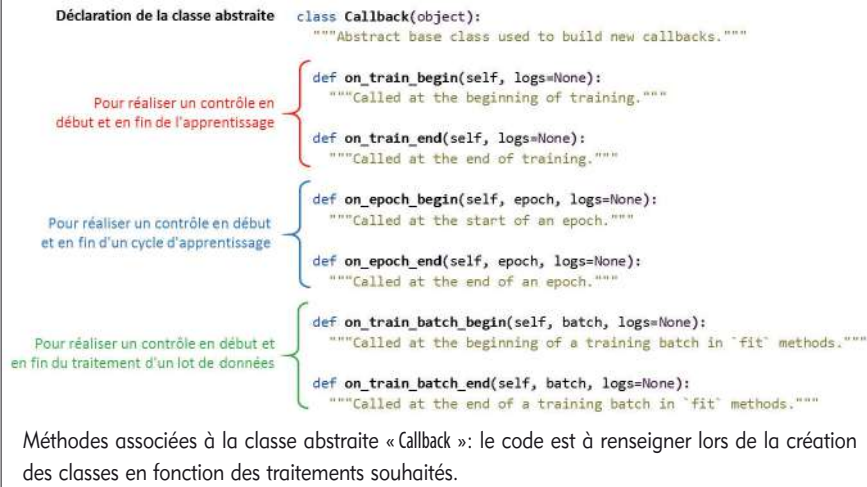 Déclaration de la classe abstraite class Callback(object):
"""Abstract base class used to build new callbacks."""
def on_train_begin(self, logs=None):
"""Called at the beginning of training."""
Pour réaliser un contrôle en
début et en fin de l'apprentissage
def on_train_end(self, logs=None):
"""Called at the end of training."""
def on_epoch_begin(self, epoch, logs=None):
"""Called at the start of an epoch."""
Pour réaliser un contrôle en début
et en fin d'un cycle d'apprentissage
def on_epoch_end(self, epoch, logs=None):
"""Called at the end of an epoch."""
def on_train_batch_begin(self, batch, logs=None):
"""Called at the beginning of a training batch in `fit` methods."""
Pour réaliser un contrôle en début et
en fin du traitement d'un lot de données
def on_train_batch_end(self, batch, logs=None):
"""Called at the end of a training batch in `fit` methods."""
Méthodes associées à la classe abstraite « Callback »: le code est à renseigner lors de la création
des classes en fonction des traitements souhaités.